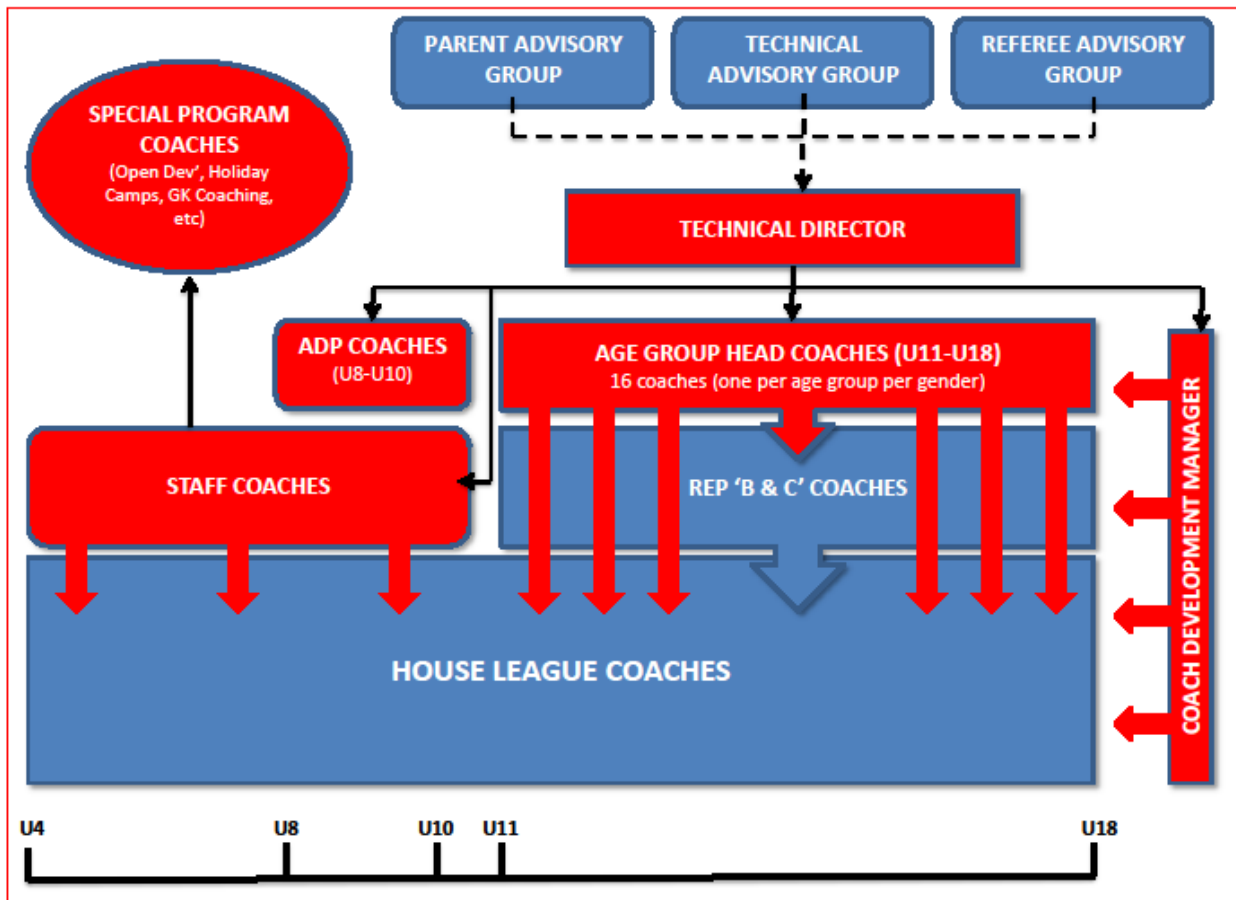 PARENT ADVISORY
GROUP
TECHNICAL
ADVISORY GROUP
REFEREE ADVISORY
GROUP
SPECIAL PROGRAM
COACHES
(Open Dev', Holiday
Camps, GK Coaching,
etc)
TECHNICAL DIRECTOR
ADP COACHES
(U8-U10)
AGE GROUP HEAD COACHES (U11-U18)
16 coaches (one per age group per gender)
STAFF COACHES
REP 'B & C' COACHES
COACH DEVELOPMENT MANAGER
HOUSE LEAGUE COACHES
U4
U8
U10
U11
U18